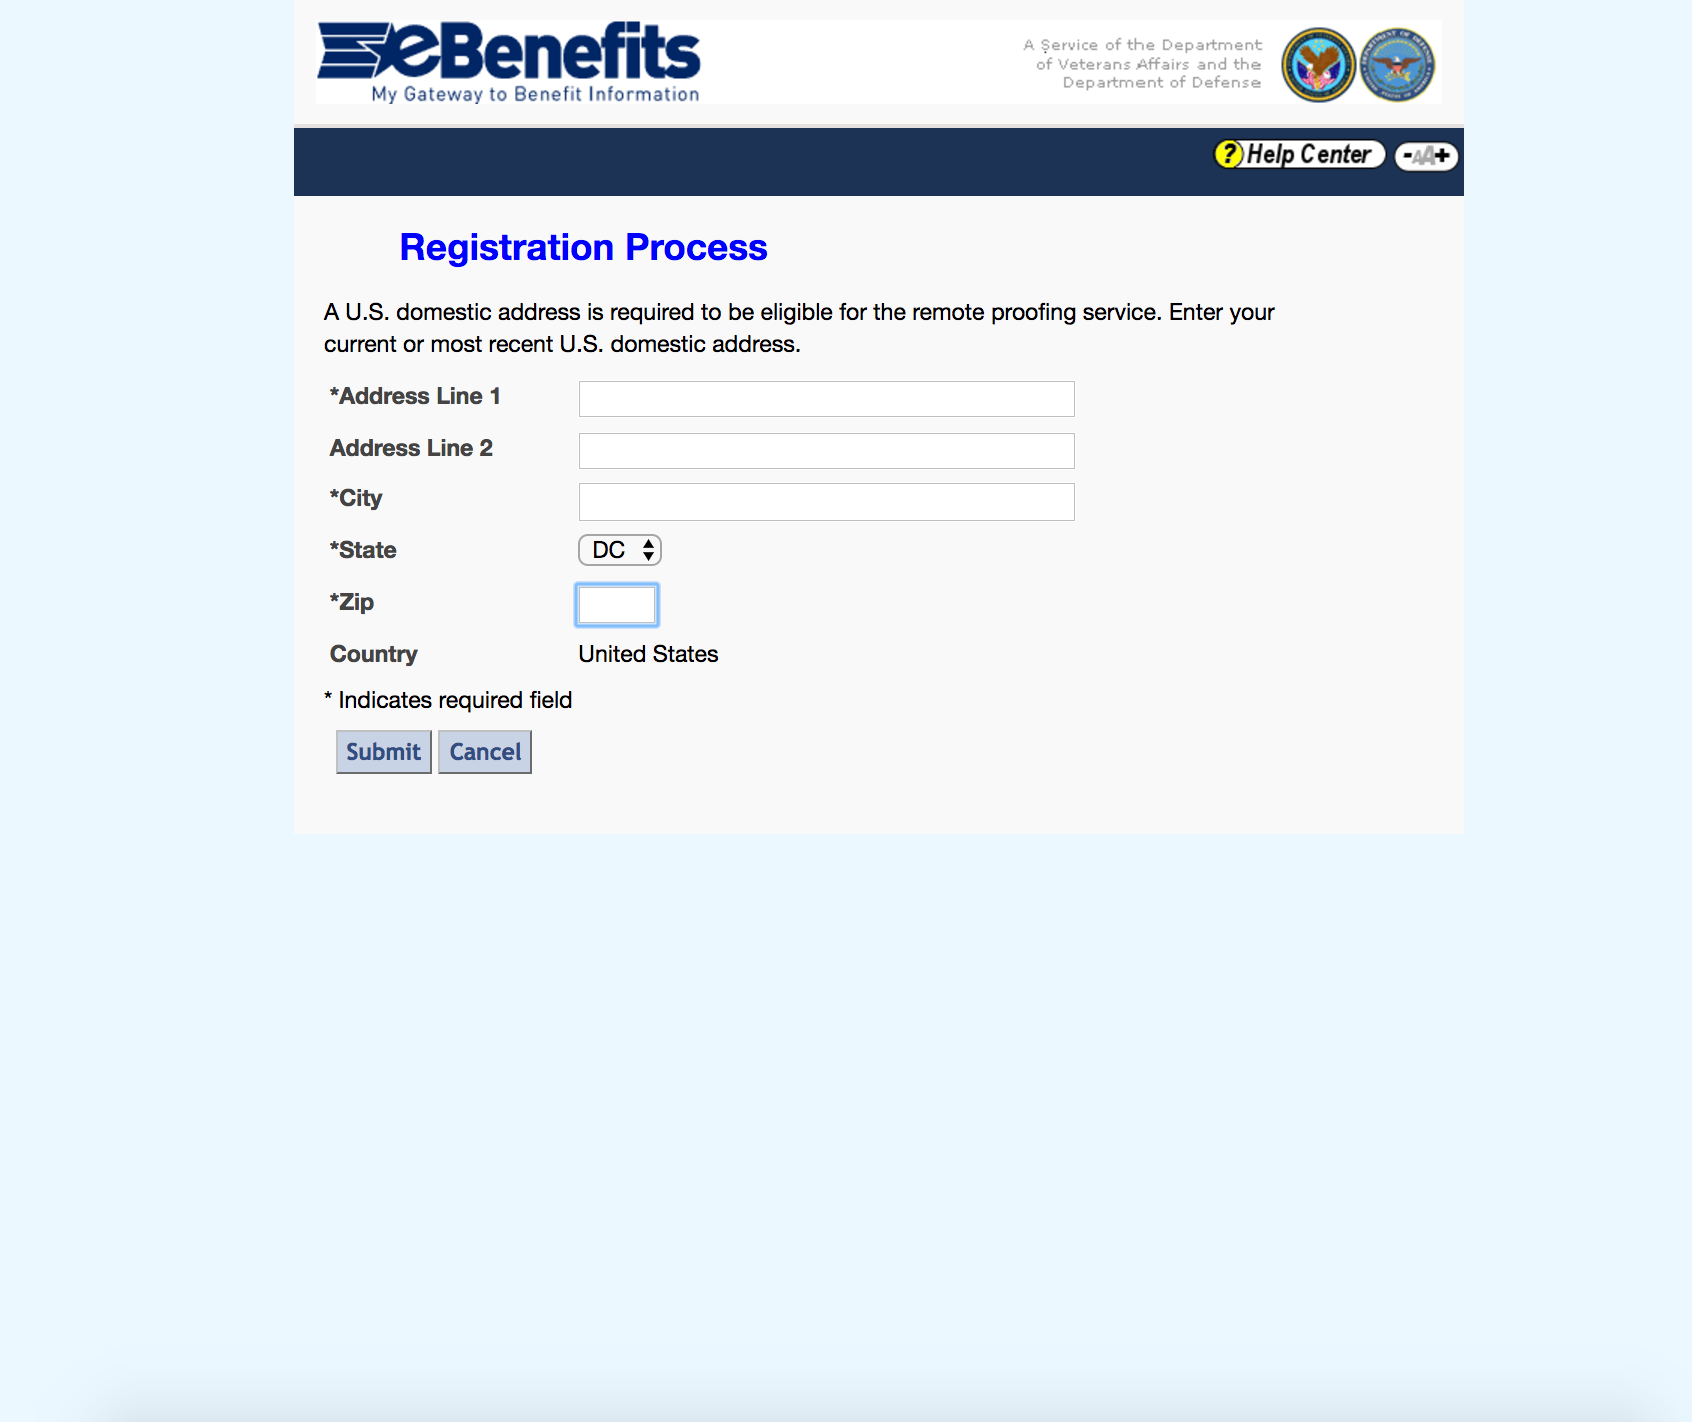 eBenefits
My Gateway to Benefit Information
A Service of the Department
of Veterans Affairs and the
Department of Defense
? Help Center
-AA+
Registration Process
A U.S. domestic address is required to be eligible for the remote proofing service. Enter your
current or most recent U.S. domestic address.
*Address Line 1
Address Line 2
*City
*State DC
*Zip
Country United States
* Indicates required field
Submit Cancel